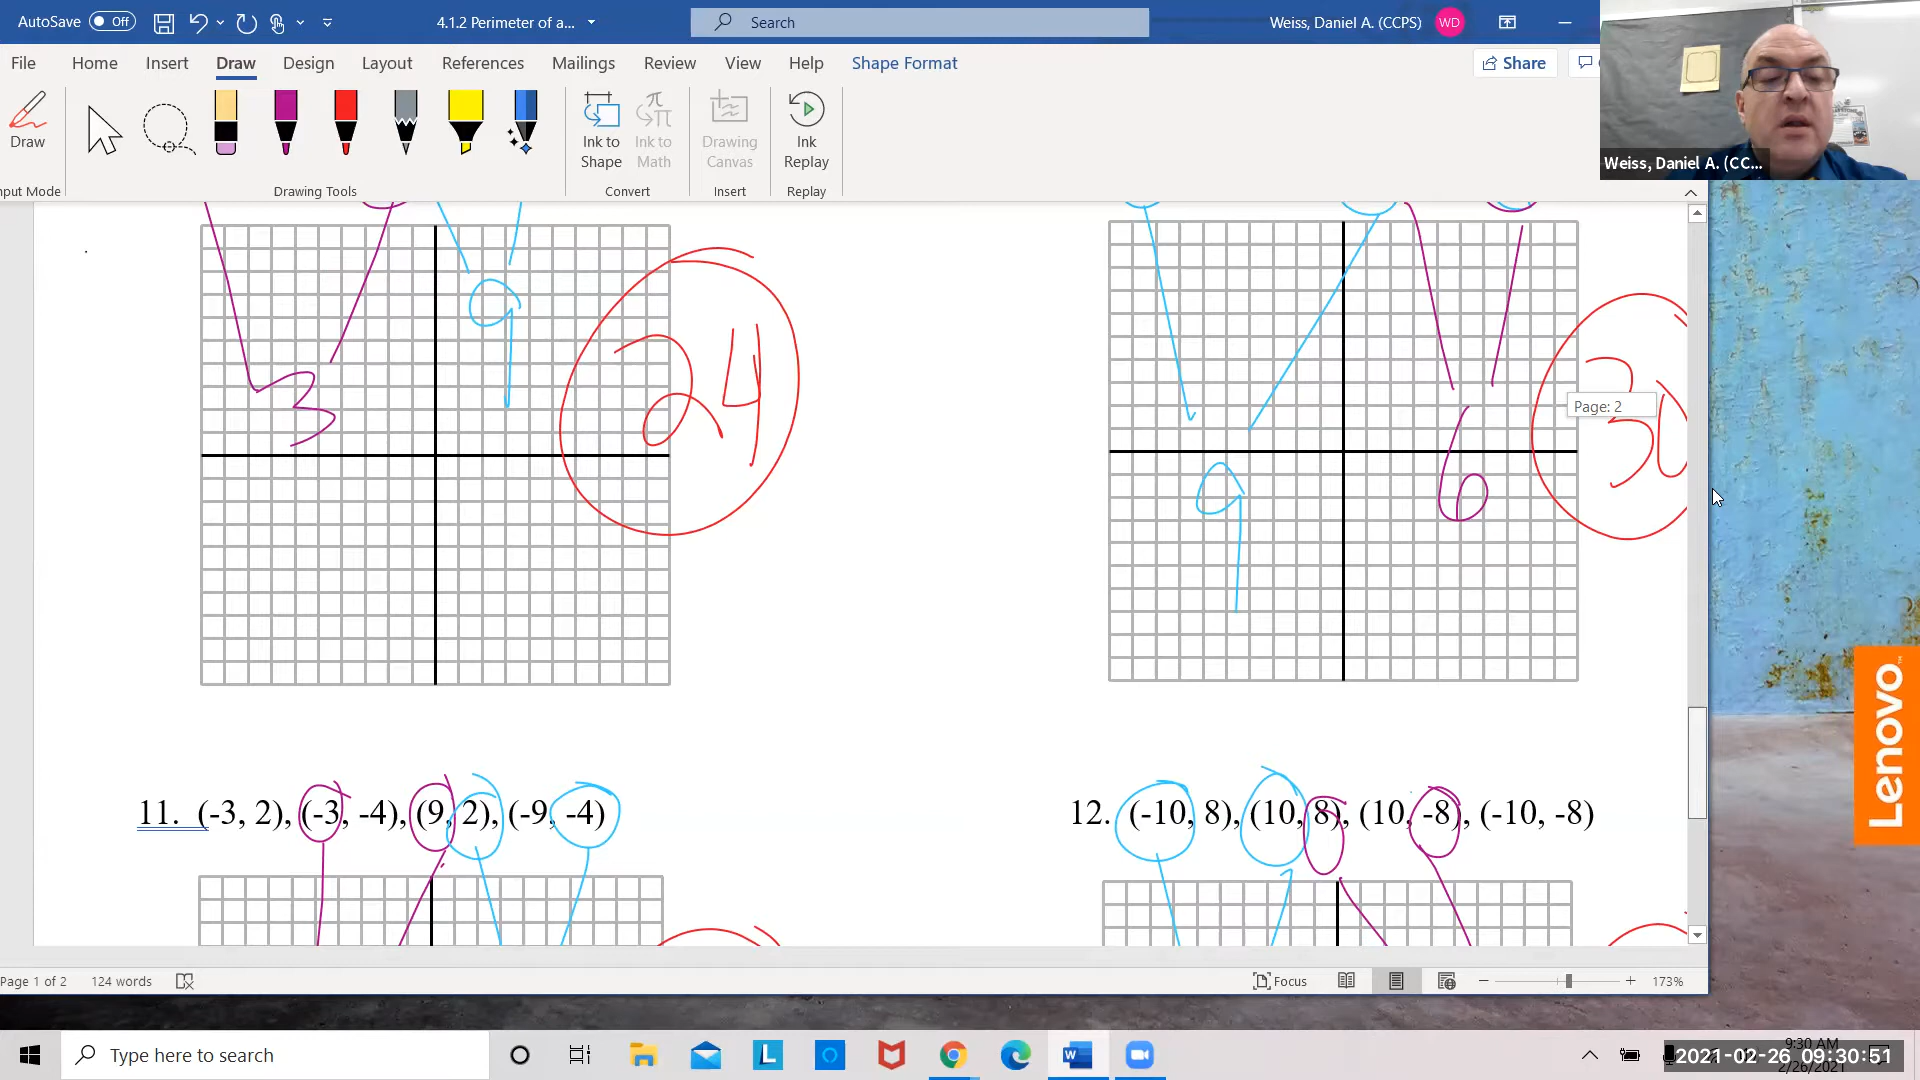 AutoSave Off 4.1.2 Perimeter of a... Search Weiss, Daniel A. (CCPS) WD
File Home Insert Draw Design Layout References Mailings Review View Help Shape Format Share
Draw
Ink to Shape
Ink to Math
Drawing Canvas
Ink Replay
nput Mode Drawing Tools Convert Insert Replay
Weiss, Daniel A. (CC...
3 9 24
9 6 30
Page: 2
11. (-3, 2), (-3, -4), (9, 2), (-9, -4)
12. (-10, 8), (10, 8), (10, -8), (-10, -8)
Lenovo
Page 1 of 2 124 words Focus 173%
Type here to search
9:30 AM
2021-02-26 09:30:51